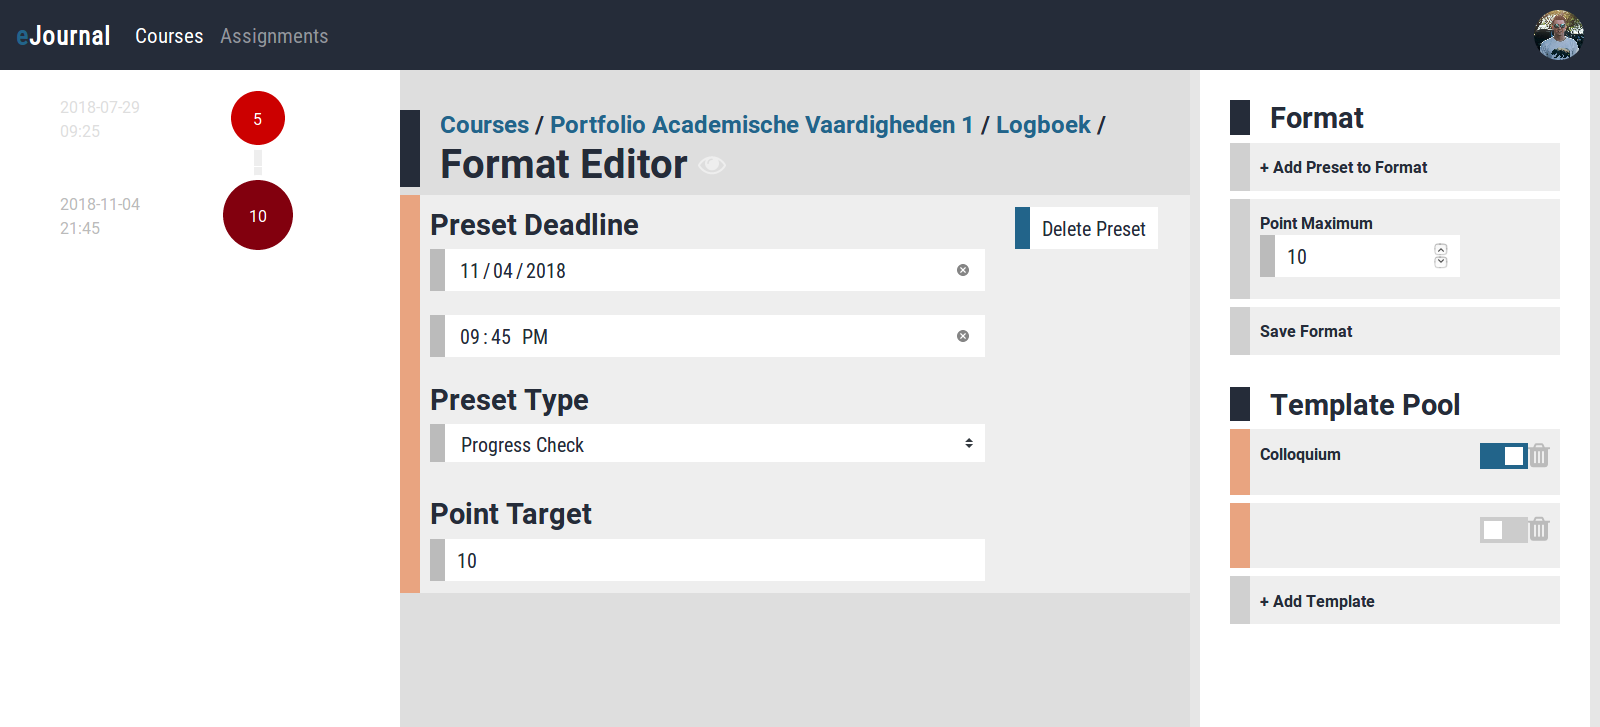 eJournal Courses Assignments
2018-07-29
09:25
5
2018-11-04
21:45
10
Courses / Portfolio Academische Vaardigheden 1 / Logboek /
Format Editor
Preset Deadline
Delete Preset
11/04/2018
09:45 PM
Preset Type
Progress Check
Point Target
10
Format
+ Add Preset to Format
Point Maximum
10
Save Format
Template Pool
Colloquium
+ Add Template